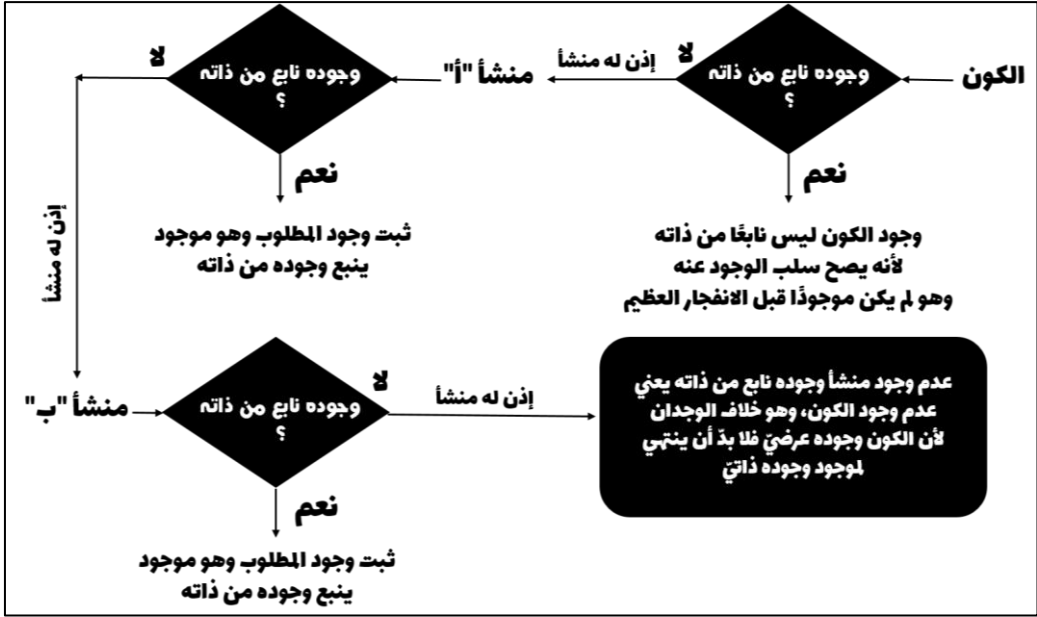 الكون
وجوده نابع من ذاته
؟
لا
إذن له منشأ
منشأ "أ"
وجوده نابع من ذاته
؟
لا
نعم
وجود الكون ليس نابعًا من ذاته
لأنه يصح سلب الوجود عنه
وهو لم يكن موجودًا قبل الانفجار العظيم
نعم
ثبت وجود المطلوب وهو موجود
ينبع وجوده من ذاته
إذن له منشأ
منشأ "ب"
وجوده نابع من ذاته
؟
لا
إذن له منشأ
عدم وجود منشأ وجوده نابع من ذاته يعني
عدم وجود الكون، وهو خلاف الوجدان
لأن الكون وجوده عرضيّ فلا بدّ أن ينتهي
لموجود وجوده ذاتيّ
نعم
ثبت وجود المطلوب وهو موجود
ينبع وجوده من ذاته